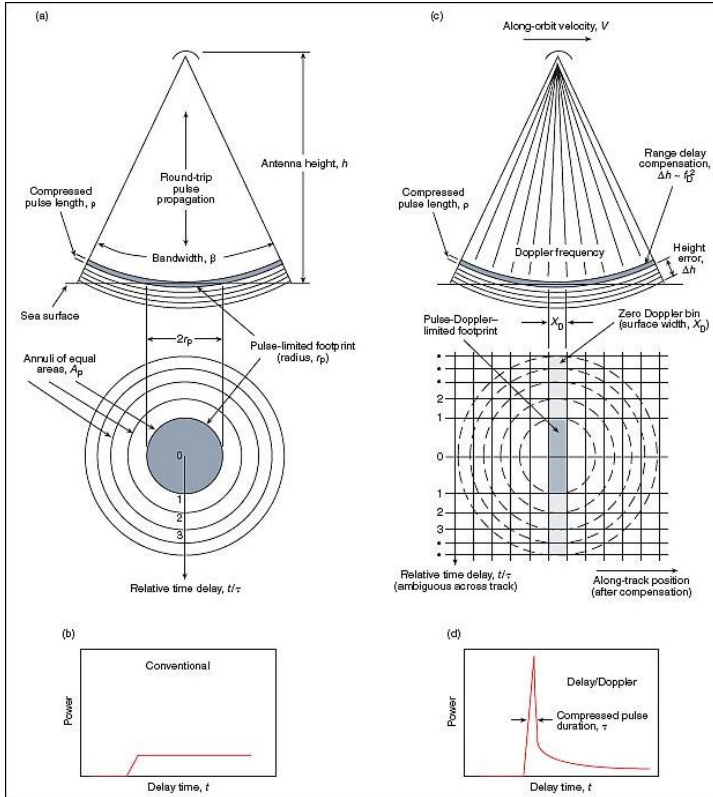 (a)
Antenna height, h
Round-trip
pulse
propagation
Compressed
pulse length, ρ
Bandwidth, β
Sea surface
2rp
Pulse-limited footprint
(radius, rp)
Annuli of equal
areas, Ap
0
1
2
3
Relative time delay, t/τ
(b)
Conventional
Power
Delay time, t
(c)
Along-orbit velocity, V
Range delay
compensation,
Δh ~ f²D
Compressed
pulse length, ρ
Doppler frequency
Height
error,
Δh
Pulse-Doppler–
limited footprint
XD
Zero Doppler bin
(surface width, XD)
2
1
0
1
2
3
Relative time delay, t/τ
(ambiguous across track)
Along-track position
(after compensation)
(d)
Delay/Doppler
Compressed pulse
duration, τ
Power
Delay time, t